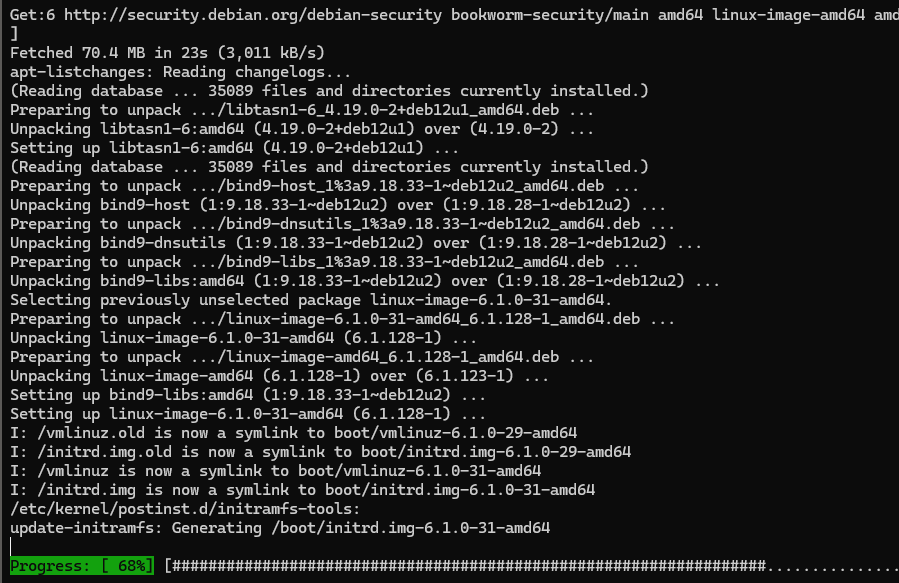 Get:6 http://security.debian.org/debian-security bookworm-security/main amd64 linux-image-amd64 amd
]
Fetched 70.4 MB in 23s (3,011 kB/s)
apt-listchanges: Reading changelogs...
(Reading database ... 35089 files and directories currently installed.)
Preparing to unpack .../libtasn1-6_4.19.0-2+deb12u1_amd64.deb ...
Unpacking libtasn1-6:amd64 (4.19.0-2+deb12u1) over (4.19.0-2) ...
Setting up libtasn1-6:amd64 (4.19.0-2+deb12u1) ...
(Reading database ... 35089 files and directories currently installed.)
Preparing to unpack .../bind9-host_1%3a9.18.33-1~deb12u2_amd64.deb ...
Unpacking bind9-host (1:9.18.33-1~deb12u2) over (1:9.18.28-1~deb12u2) ...
Preparing to unpack .../bind9-dnsutils_1%3a9.18.33-1~deb12u2_amd64.deb ...
Unpacking bind9-dnsutils (1:9.18.33-1~deb12u2) over (1:9.18.28-1~deb12u2) ...
Preparing to unpack .../bind9-libs_1%3a9.18.33-1~deb12u2_amd64.deb ...
Unpacking bind9-libs:amd64 (1:9.18.33-1~deb12u2) over (1:9.18.28-1~deb12u2) ...
Selecting previously unselected package linux-image-6.1.0-31-amd64.
Preparing to unpack .../linux-image-6.1.0-31-amd64_6.1.128-1_amd64.deb ...
Unpacking linux-image-6.1.0-31-amd64 (6.1.128-1) ...
Preparing to unpack .../linux-image-amd64_6.1.128-1_amd64.deb ...
Unpacking linux-image-amd64 (6.1.128-1) over (6.1.123-1) ...
Setting up bind9-libs:amd64 (1:9.18.33-1~deb12u2) ...
Setting up linux-image-6.1.0-31-amd64 (6.1.128-1) ...
I: /vmlinuz.old is now a symlink to boot/vmlinuz-6.1.0-29-amd64
I: /initrd.img.old is now a symlink to boot/initrd.img-6.1.0-29-amd64
I: /vmlinuz is now a symlink to boot/vmlinuz-6.1.0-31-amd64
I: /initrd.img is now a symlink to boot/initrd.img-6.1.0-31-amd64
/etc/kernel/postinst.d/initramfs-tools:
update-initramfs: Generating /boot/initrd.img-6.1.0-31-amd64
Progress: [ 68%] [##################################################################...............